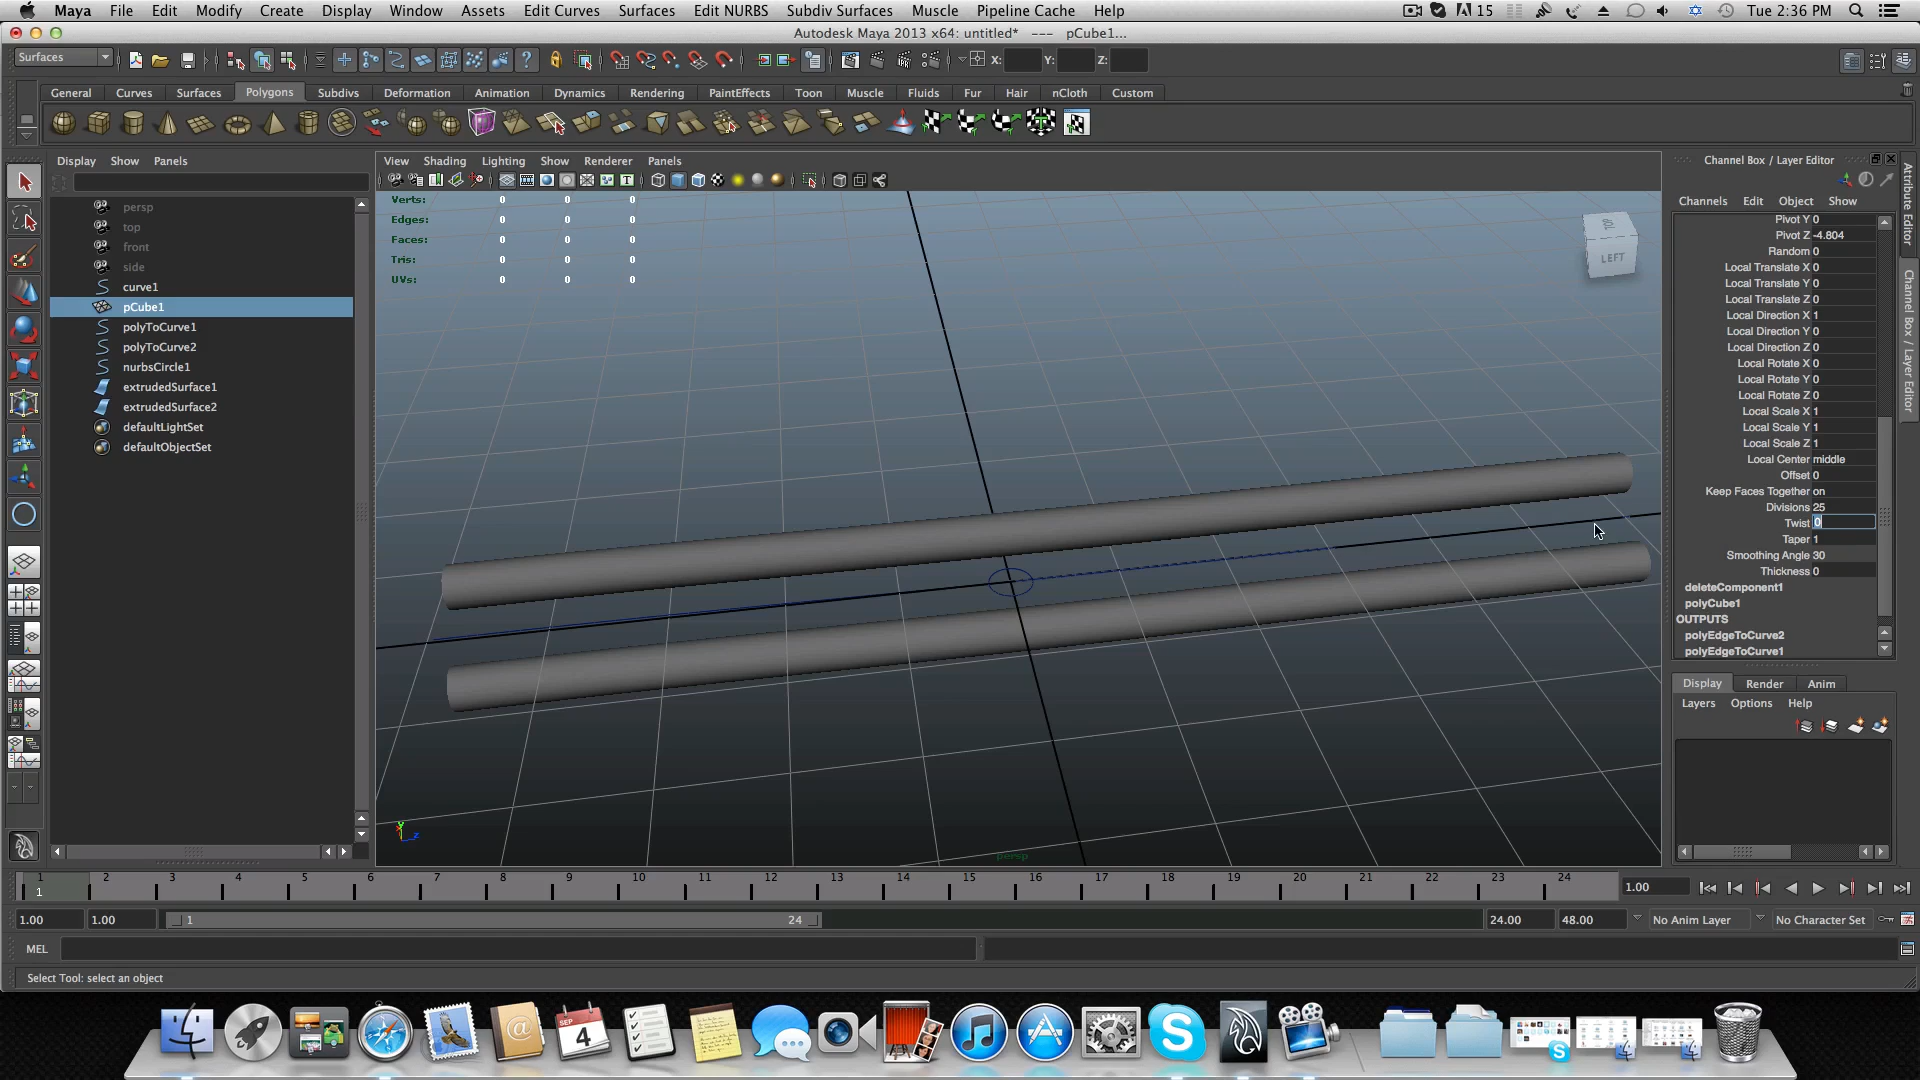 Maya File Edit Modify Create Display Window Assets Edit Curves Surfaces Edit NURBS Subdiv Surfaces Muscle Pipeline Cache Help 15 Tue 2:36 PM
Autodesk Maya 2013 x64: untitled* --- pCube1...
Surfaces X: Y: Z:
General Curves Surfaces Polygons Subdivs Deformation Animation Dynamics Rendering PaintEffects Toon Muscle Fluids Fur Hair nCloth Custom
Display Show Panels
View Shading Lighting Show Renderer Panels
Channel Box / Layer Editor
Channels Edit Object Show
Attribute Editor
Channel Box / Layer Editor
persp
top
front
side
curve1
pCube1
polyToCurve1
polyToCurve2
nurbsCircle1
extrudedSurface1
extrudedSurface2
defaultLightSet
defaultObjectSet
Verts: 0 0 0
Edges: 0 0 0
Faces: 0 0 0
Tris: 0 0 0
UVs: 0 0 0
LEFT
persp
Pivot Y 0
Pivot Z -4.804
Random 0
Local Translate X 0
Local Translate Y 0
Local Translate Z 0
Local Direction X 1
Local Direction Y 0
Local Direction Z 0
Local Rotate X 0
Local Rotate Y 0
Local Rotate Z 0
Local Scale X 1
Local Scale Y 1
Local Scale Z 1
Local Center middle
Offset 0
Keep Faces Together on
Divisions 25
Twist 0
Taper 1
Smoothing Angle 30
Thickness 0
deleteComponent1
polyCube1
OUTPUTS
polyEdgeToCurve2
polyEdgeToCurve1
Display Render Anim
Layers Options Help
1 2 3 4 5 6 7 8 9 10 11 12 13 14 15 16 17 18 19 20 21 22 23 24
1 1.00
1.00 1.00 1 24 24.00 48.00 No Anim Layer No Character Set
MEL
Select Tool: select an object
SEP
4